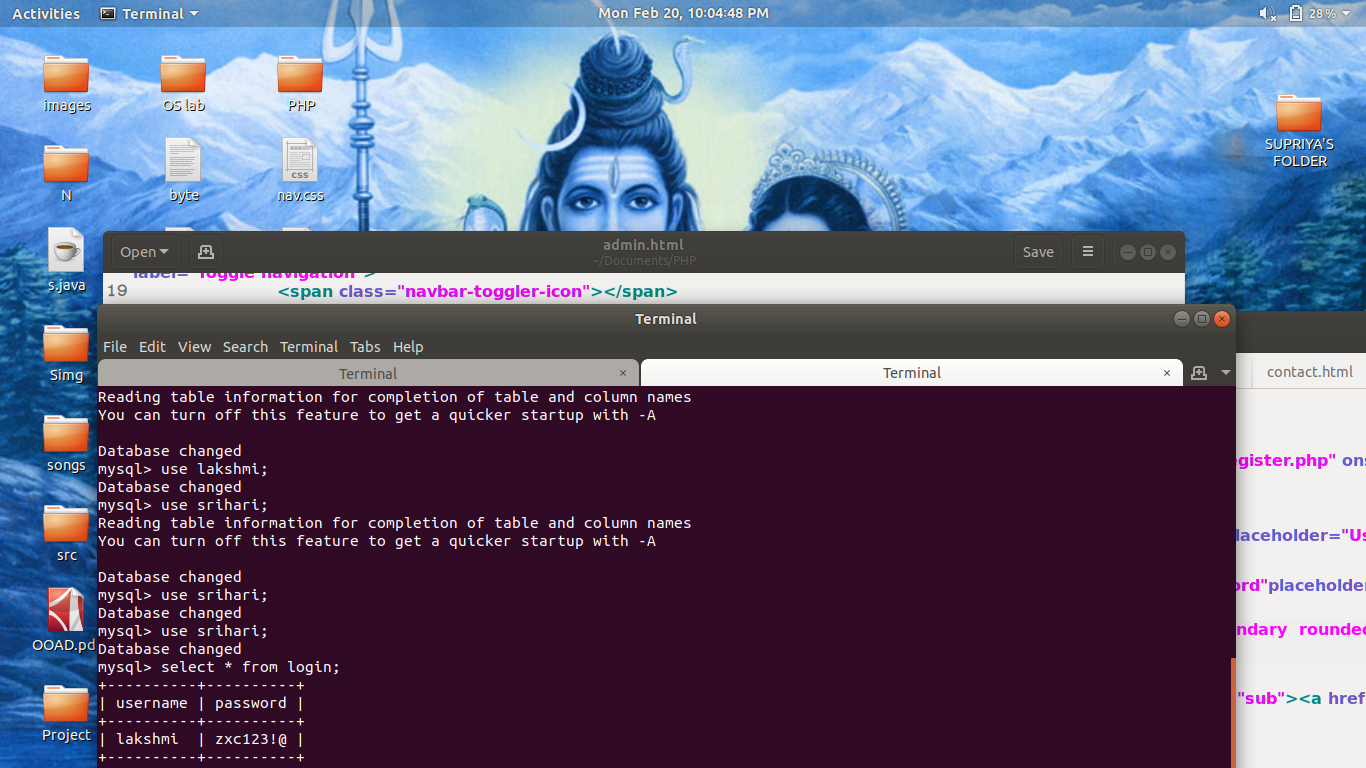 Activities Terminal Mon Feb 20, 10:04:48 PM 28%
images OS lab PHP
SUPRIYA'S
FOLDER
N byte nav.css
css
s.java
Simg
songs
src
OOAD.pd
Project
Open admin.html Save
~/Documents/PHP
label="Toggle navigation">
19 <span class="navbar-toggler-icon"></span>
Terminal
File Edit View Search Terminal Tabs Help
Terminal × Terminal ×
Reading table information for completion of table and column names
You can turn off this feature to get a quicker startup with -A
Database changed
mysql> use lakshmi;
Database changed
mysql> use srihari;
Reading table information for completion of table and column names
You can turn off this feature to get a quicker startup with -A
Database changed
mysql> use srihari;
Database changed
mysql> use srihari;
Database changed
mysql> select * from login;
+----------+----------+
| username | password |
+----------+----------+
| lakshmi  | zxc123!@ |
+----------+----------+
contact.html
egister.php" ons
laceholder="Us
ord"placeholder
ndary rounded
"sub"><a href